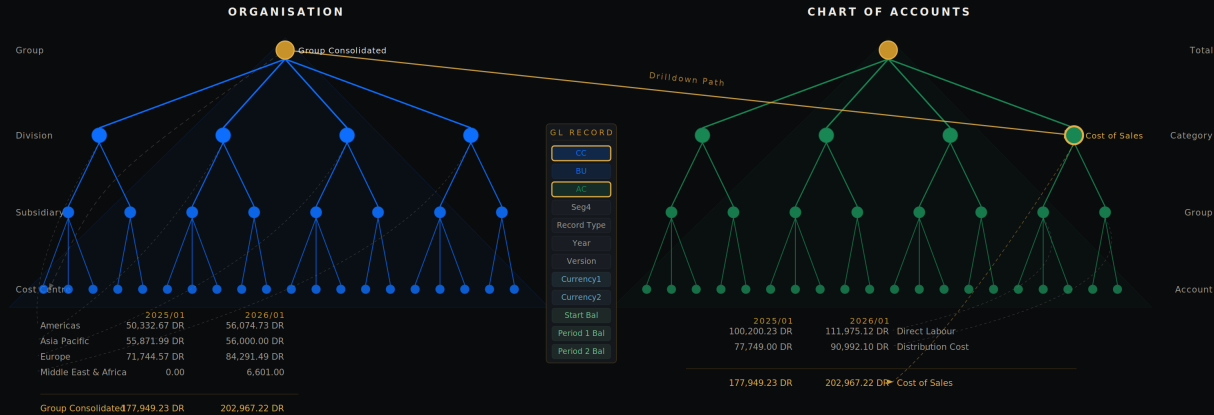 ORGANISATION
CHART OF ACCOUNTS
Group
Group Consolidated
Total
Drilldown Path
Division
GL RECORD
Cost of Sales
Category
CC
BU
AC
Subsidiary
Seg4
Group
Record Type
Year
Version
Currency1
Cost Centre
Account
Currency2
Start Bal
Period 1 Bal
Period 2 Bal
2025/01 2026/01
Americas 50,332.67 DR 56,074.73 DR
Asia Pacific 55,871.99 DR 56,000.00 DR
Europe 71,744.57 DR 84,291.49 DR
Middle East & Africa 0.00 6,601.00
Group Consolidated 177,949.23 DR 202,967.22 DR
2025/01 2026/01
100,200.23 DR 111,975.12 DR Direct Labour
77,749.00 DR 90,992.10 DR Distribution Cost
177,949.23 DR 202,967.22 DR Cost of Sales